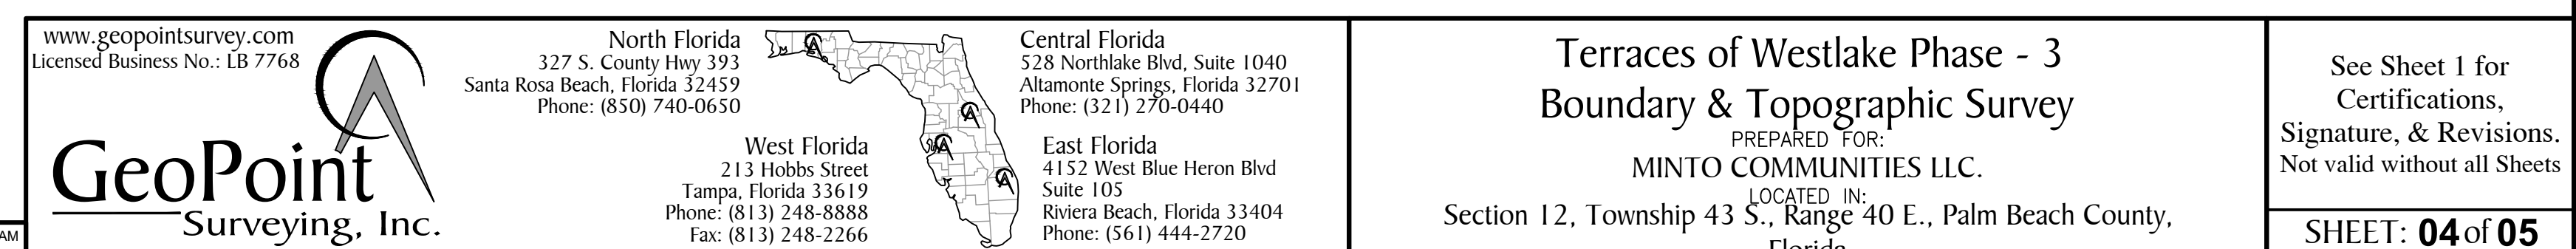 www.geopointsurvey.com
Licensed Business No.: LB 7768
GeoPoint
Surveying, Inc.
AM
North Florida
327 S. County Hwy 393
Santa Rosa Beach, Florida 32459
Phone: (850) 740-0650
West Florida
213 Hobbs Street
Tampa, Florida 33619
Phone: (813) 248-8888
Fax: (813) 248-2266
Central Florida
528 Northlake Blvd, Suite 1040
Altamonte Springs, Florida 32701
Phone: (321) 270-0440
East Florida
4152 West Blue Heron Blvd
Suite 105
Riviera Beach, Florida 33404
Phone: (561) 444-2720
Terraces of Westlake Phase - 3
Boundary & Topographic Survey
PREPARED FOR:
MINTO COMMUNITIES LLC.
LOCATED IN:
Section 12, Township 43 S., Range 40 E., Palm Beach County,
Florida
See Sheet 1 for
Certifications,
Signature, & Revisions.
Not valid without all Sheets
SHEET: 04 of 05